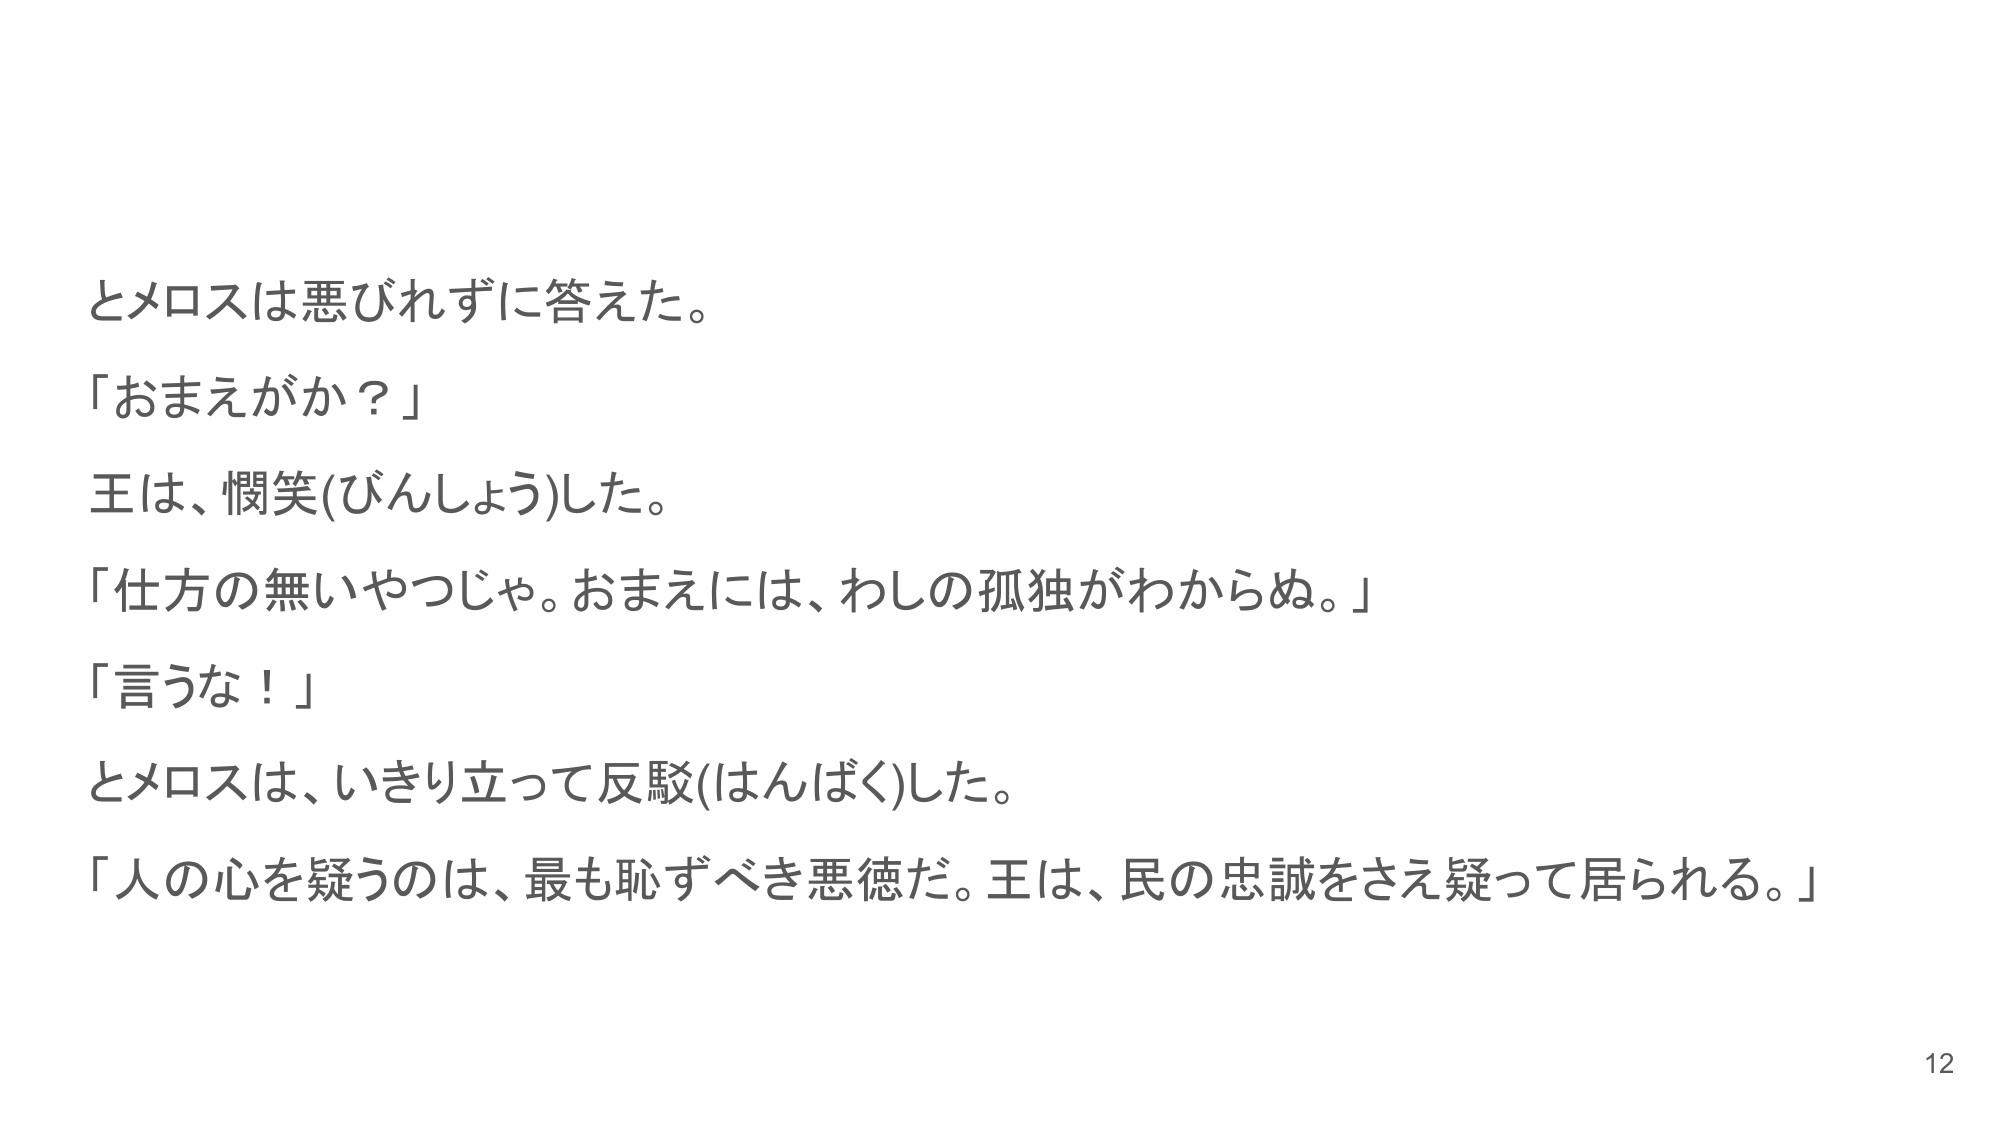 とメロスは悪びれずに答えた。
「おまえがか？」
王は、憫笑(びんしょう)した。
「仕方の無いやつじゃ。おまえには、わしの孤独がわからぬ。」
「言うな！」
とメロスは、いきり立って反駁(はんばく)した。
「人の心を疑うのは、最も恥ずべき悪徳だ。王は、民の忠誠をさえ疑って居られる。」
12